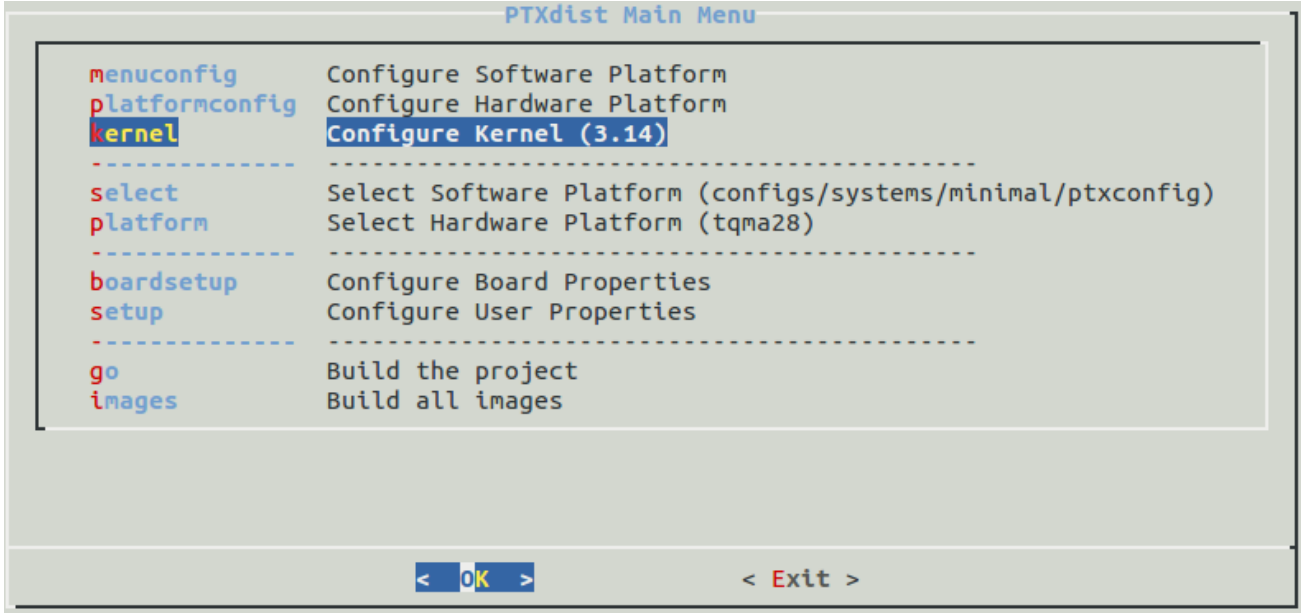 PTXdist Main Menu
menuconfig Configure Software Platform
platformconfig Configure Hardware Platform
kernel Configure Kernel (3.14)
-------------- --------------------------------------------
select Select Software Platform (configs/systems/minimal/ptxconfig)
platform Select Hardware Platform (tqma28)
-------------- --------------------------------------------
boardsetup Configure Board Properties
setup Configure User Properties
-------------- --------------------------------------------
go Build the project
images Build all images
< OK > < Exit >